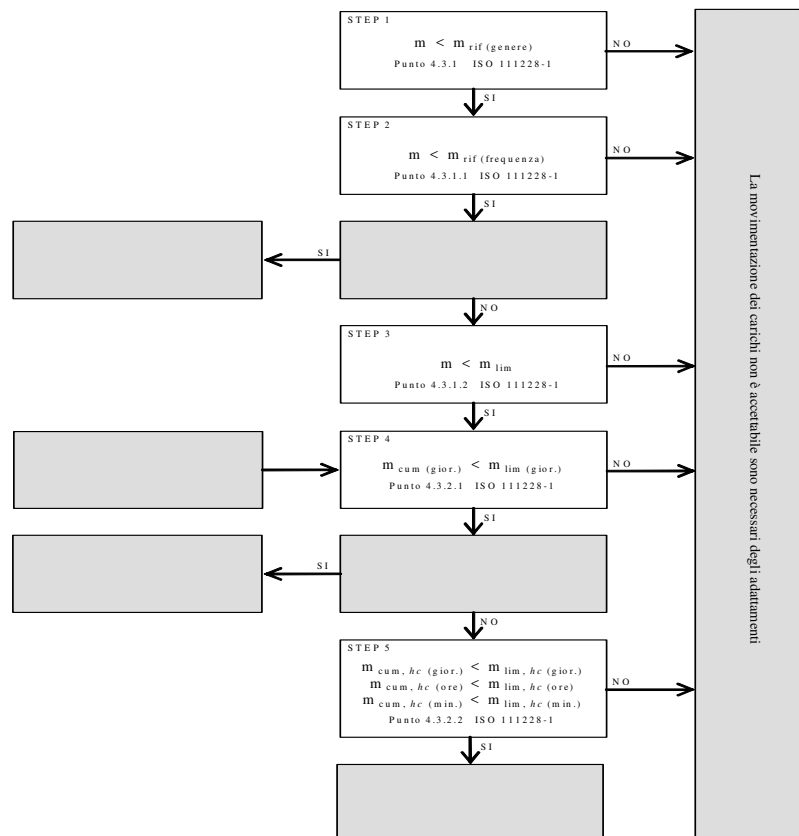 STEP 1
m < m rif (genere)
Punto 4.3.1 ISO 111228-1
NO
SI
STEP 2
m < m rif (frequenza)
Punto 4.3.1.1 ISO 111228-1
NO
SI
SI
NO
STEP 3
m < m lim
Punto 4.3.1.2 ISO 111228-1
NO
SI
STEP 4
m cum (gior.) < m lim (gior.)
Punto 4.3.2.1 ISO 111228-1
NO
SI
SI
NO
STEP 5
m cum, hc (gior.) < m lim, hc (gior.)
m cum, hc (ore) < m lim, hc (ore)
m cum, hc (min.) < m lim, hc (min.)
Punto 4.3.2.2 ISO 111228-1
NO
SI
La movimentazione dei carichi non è accettabile sono necessari degli adattamenti